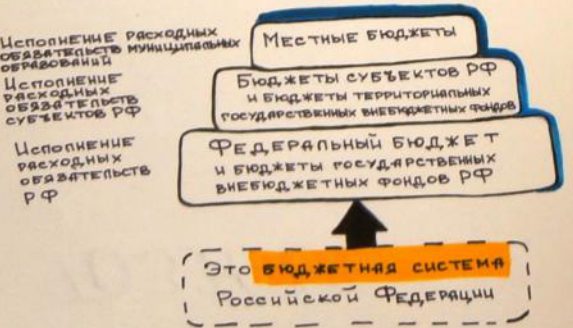 Исполнение расходных
обязательств муниципальных
образований
Местные бюджеты
Исполнение
расходных
обязательств
субъектов РФ
Бюджеты субъектов РФ
и бюджеты территориальных
государственных внебюджетных фондов
Исполнение
расходных
обязательств
РФ
Федеральный бюджет
и бюджеты государственных
внебюджетных фондов РФ
Это бюджетная система
Российской Федерации